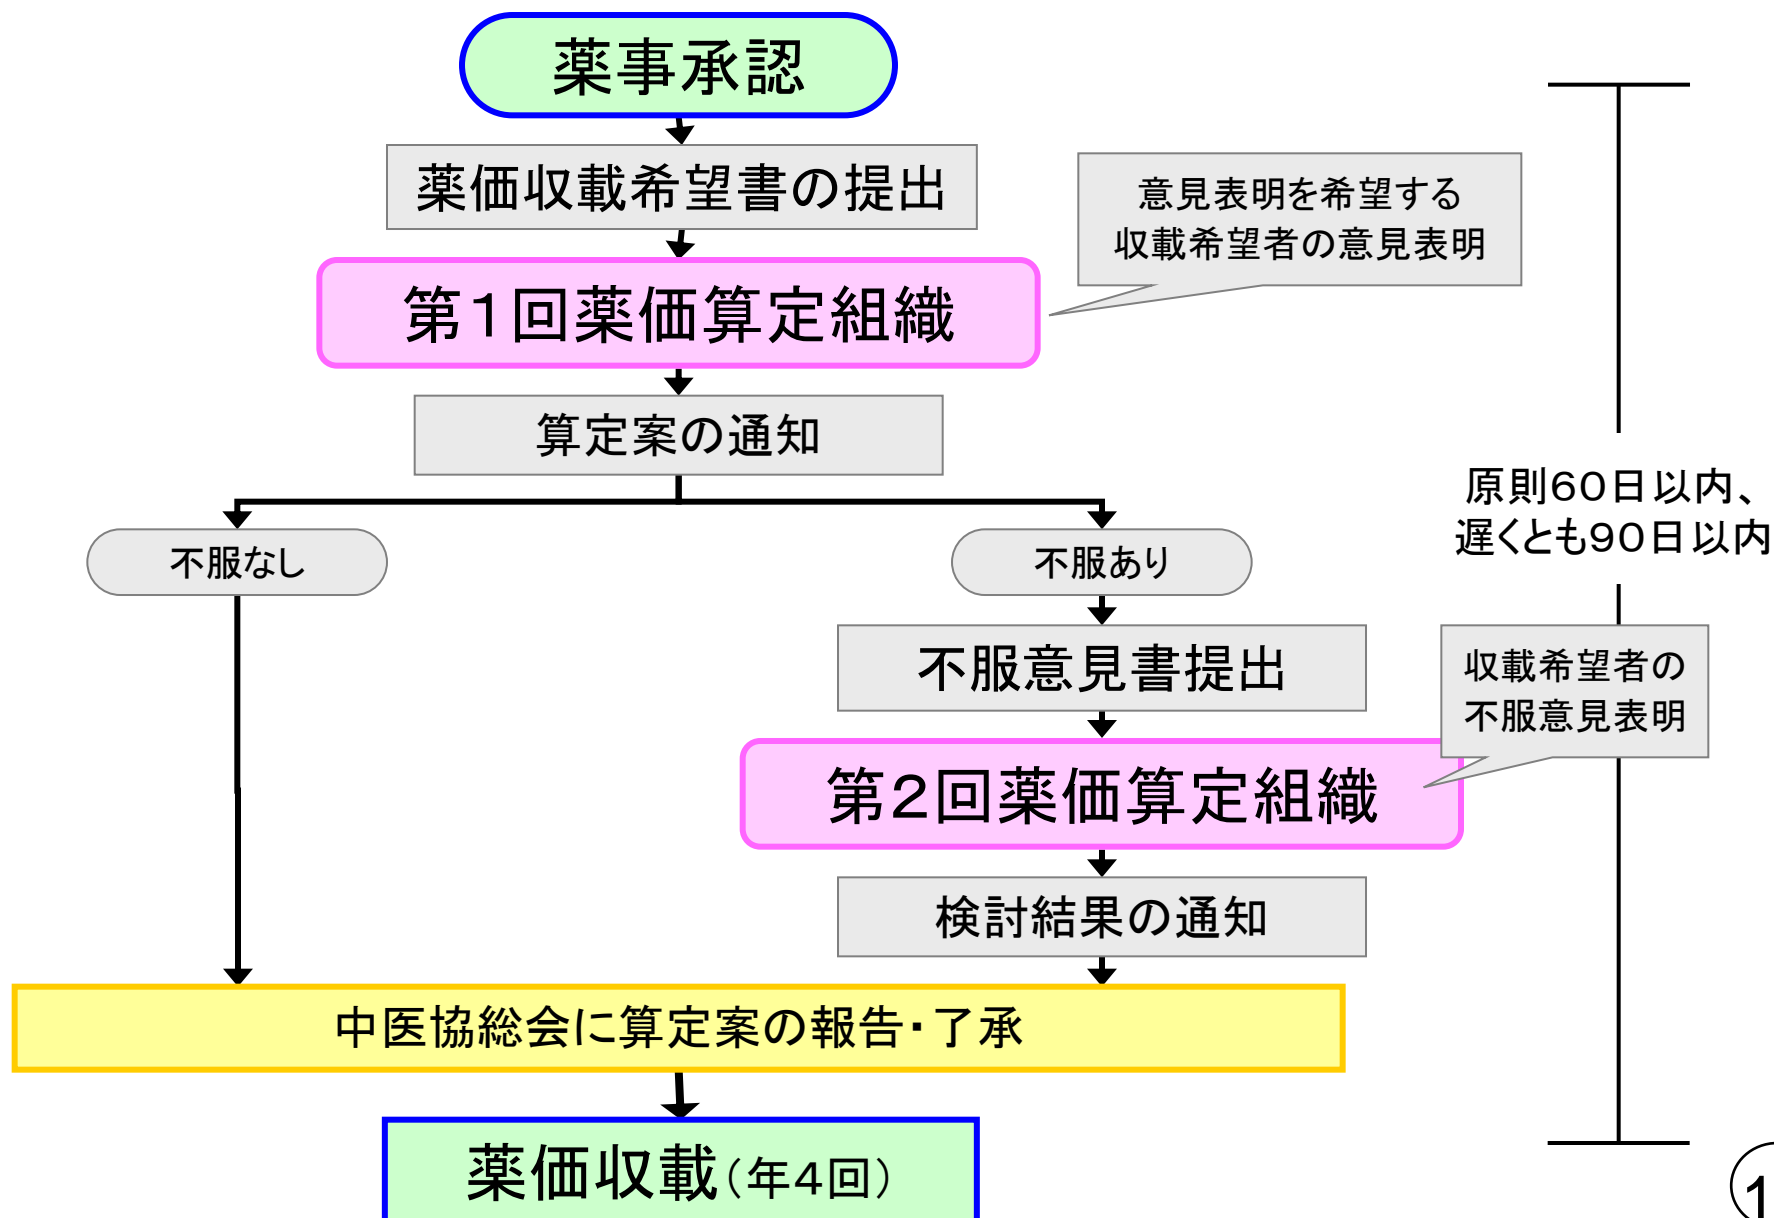 薬事承認
薬価収載希望書の提出
意見表明を希望する
収載希望者の意見表明
第１回薬価算定組織
算定案の通知
原則６０日以内、
遅くとも９０日以内
不服なし
不服あり
不服意見書提出
収載希望者の
不服意見表明
第２回薬価算定組織
検討結果の通知
中医協総会に算定案の報告・了承
薬価収載（年４回）